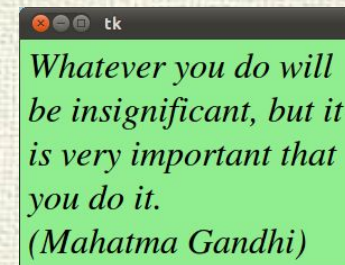 tk
Whatever you do will
be insignificant, but it
is very important that
you do it.
(Mahatma Gandhi)